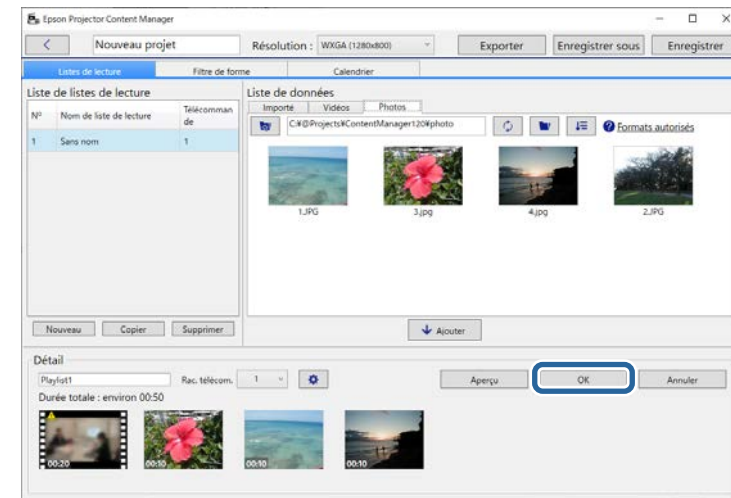 Epson Projector Content Manager
Nouveau projet
Résolution : WXGA (1280x800)
Exporter
Enregistrer sous
Enregistrer
Listes de lecture
Filtre de forme
Calendrier
Liste de listes de lecture
Nº
Nom de liste de lecture
Télécomman
de
1
Sans nom
1
Nouveau
Copier
Supprimer
Liste de données
Importé
Vidéos
Photos
C:¥@Projects¥ContentManager120¥photo
Formats autorisés
1.JPG
3.jpg
4.jpg
2.JPG
Ajouter
Détail
Playlist1
Rac. télécom.
1
Aperçu
OK
Annuler
Durée totale : environ 00:50
00:20
00:10
00:10
00:10